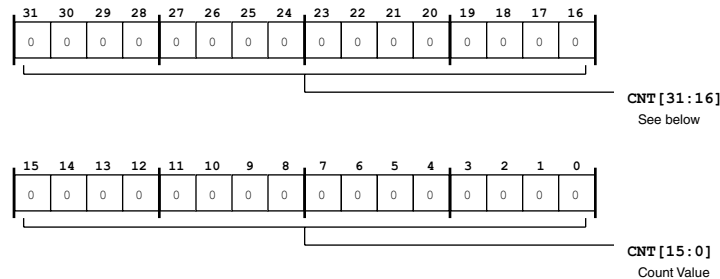 31 30 29 28 27 26 25 24 23 22 21 20 19 18 17 16
0 0 0 0 0 0 0 0 0 0 0 0 0 0 0 0
CNT[31:16]
See below
15 14 13 12 11 10 9 8 7 6 5 4 3 2 1 0
0 0 0 0 0 0 0 0 0 0 0 0 0 0 0 0
CNT[15:0]
Count Value